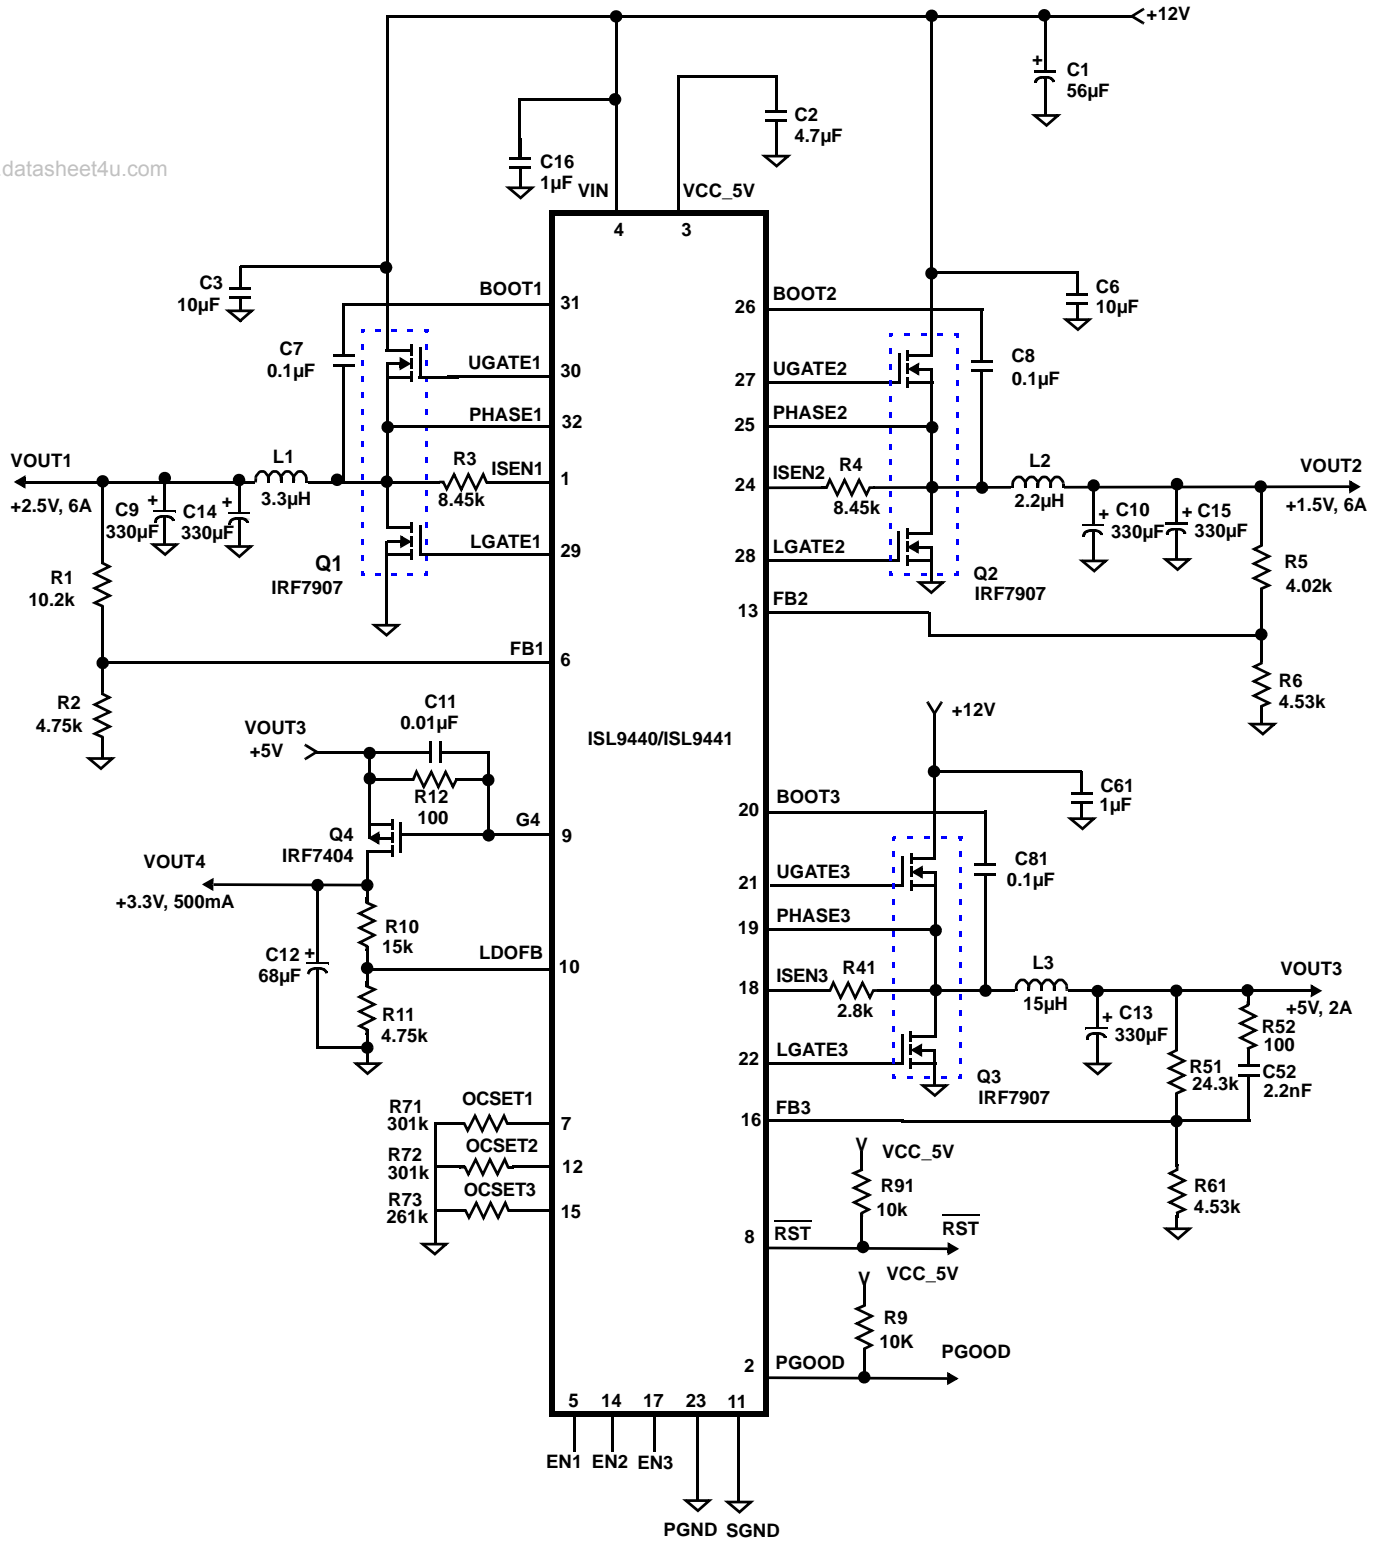 +12V
+
C1
56µF
C2
4.7µF
datasheet4u.com
C16
1µF
VIN
VCC_5V
4
3
C3
10µF
BOOT1
31
C7
0.1µF
UGATE1
30
PHASE1
32
VOUT1
+2.5V, 6A
L1
3.3µH
R3
8.45k
ISEN1
1
C9
+
330µF
C14
+
330µF
LGATE1
29
Q1
IRF7907
R1
10.2k
FB1
6
R2
4.75k
26
BOOT2
C6
10µF
C8
0.1µF
27
UGATE2
25
PHASE2
24
ISEN2
R4
8.45k
L2
2.2µH
VOUT2
+1.5V, 6A
+
C10
330µF
+
C15
330µF
28
LGATE2
Q2
IRF7907
R5
4.02k
13
FB2
R6
4.53k
ISL9440/ISL9441
VOUT3
+5V
C11
0.01µF
R12
100
G4
9
Q4
IRF7404
VOUT4
+3.3V, 500mA
R10
15k
C12
+
68µF
LDOFB
10
R11
4.75k
+12V
C61
1µF
20
BOOT3
C81
0.1µF
21
UGATE3
19
PHASE3
18
ISEN3
R41
2.8k
L3
15µH
VOUT3
+5V, 2A
+
C13
330µF
R52
100
R51
24.3k
C52
2.2nF
22
LGATE3
Q3
IRF7907
16
FB3
R61
4.53k
R71
301k
OCSET1
7
R72
301k
OCSET2
12
R73
261k
OCSET3
15
VCC_5V
R91
10k
8
RST
RST
VCC_5V
R9
10K
2
PGOOD
PGOOD
5
14
17
23
11
EN1
EN2
EN3
PGND
SGND